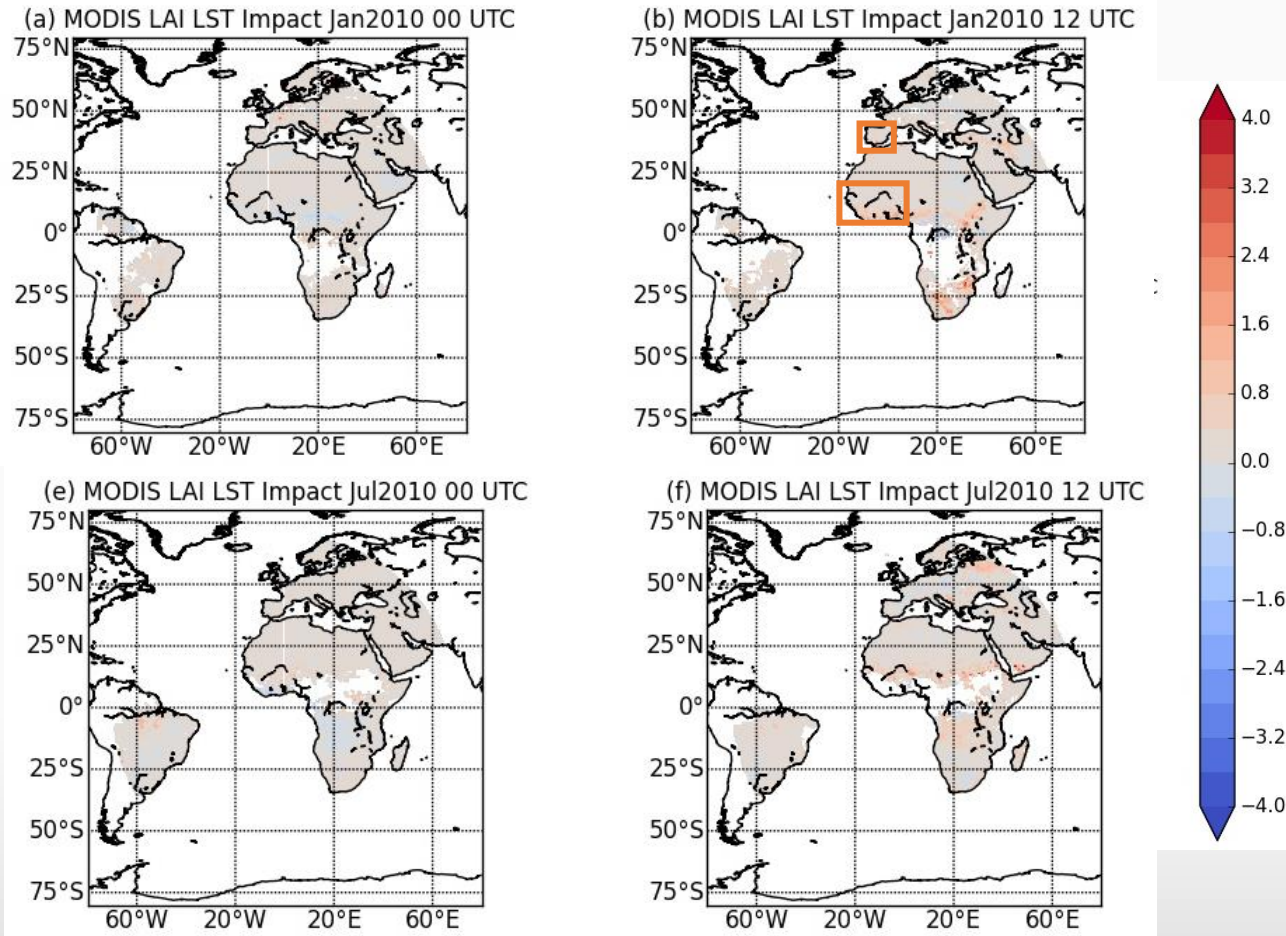 (a) MODIS LAI LST Impact Jan2010 00 UTC
75°N
50°N
25°N
0°
25°S
50°S
75°S
60°W 20°W 20°E 60°E
(b) MODIS LAI LST Impact Jan2010 12 UTC
75°N
50°N
25°N
0°
25°S
50°S
75°S
60°W 20°W 20°E 60°E
(e) MODIS LAI LST Impact Jul2010 00 UTC
75°N
50°N
25°N
0°
25°S
50°S
75°S
60°W 20°W 20°E 60°E
(f) MODIS LAI LST Impact Jul2010 12 UTC
75°N
50°N
25°N
0°
25°S
50°S
75°S
60°W 20°W 20°E 60°E
4.0
3.2
2.4
1.6
0.8
0.0
−0.8
−1.6
−2.4
−3.2
−4.0